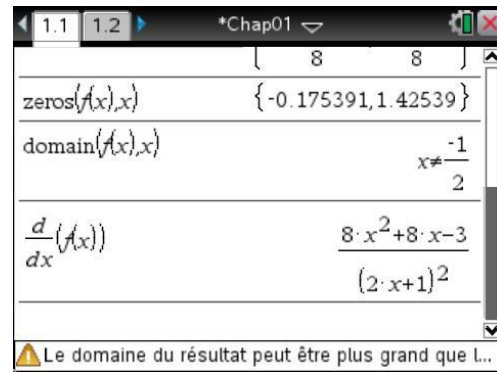 1.1 1.2 *Chap01
8 8
zeros(f(x),x) {-0.175391,1.42539}
domain(f(x),x) x≠-1/2
d/dx(f(x)) (8·x²+8·x-3)/(2·x+1)²
Le domaine du résultat peut être plus grand que l...